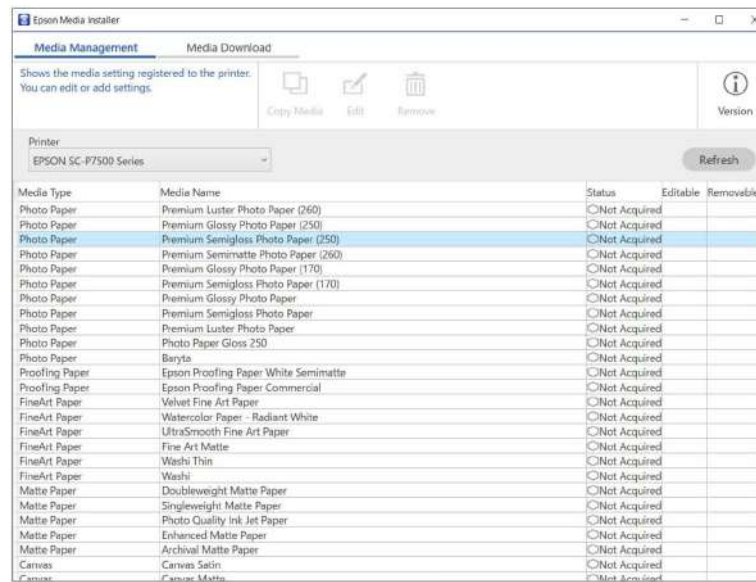 Epson Media Installer
Media Management Media Download
Shows the media setting registered to the printer.
You can edit or add settings.
Copy Media Edit Remove Version
Printer
EPSON SC-P7500 Series Refresh
Media Type Media Name Status Editable Removable
Photo Paper Premium Luster Photo Paper (260) Not Acquired
Photo Paper Premium Glossy Photo Paper (250) Not Acquired
Photo Paper Premium Semigloss Photo Paper (250) Not Acquired
Photo Paper Premium Semimatte Photo Paper (260) Not Acquired
Photo Paper Premium Glossy Photo Paper (170) Not Acquired
Photo Paper Premium Semigloss Photo Paper (170) Not Acquired
Photo Paper Premium Glossy Photo Paper Not Acquired
Photo Paper Premium Semigloss Photo Paper Not Acquired
Photo Paper Premium Luster Photo Paper Not Acquired
Photo Paper Photo Paper Gloss 250 Not Acquired
Photo Paper Baryta Not Acquired
Proofing Paper Epson Proofing Paper White Semimatte Not Acquired
Proofing Paper Epson Proofing Paper Commercial Not Acquired
FineArt Paper Velvet Fine Art Paper Not Acquired
FineArt Paper Watercolor Paper - Radiant White Not Acquired
FineArt Paper UltraSmooth Fine Art Paper Not Acquired
FineArt Paper Fine Art Matte Not Acquired
FineArt Paper Washi Thin Not Acquired
FineArt Paper Washi Not Acquired
Matte Paper Doubleweight Matte Paper Not Acquired
Matte Paper Singleweight Matte Paper Not Acquired
Matte Paper Photo Quality Ink Jet Paper Not Acquired
Matte Paper Enhanced Matte Paper Not Acquired
Matte Paper Archival Matte Paper Not Acquired
Canvas Canvas Satin Not Acquired
Canvas Canvas Matte Not Acquired